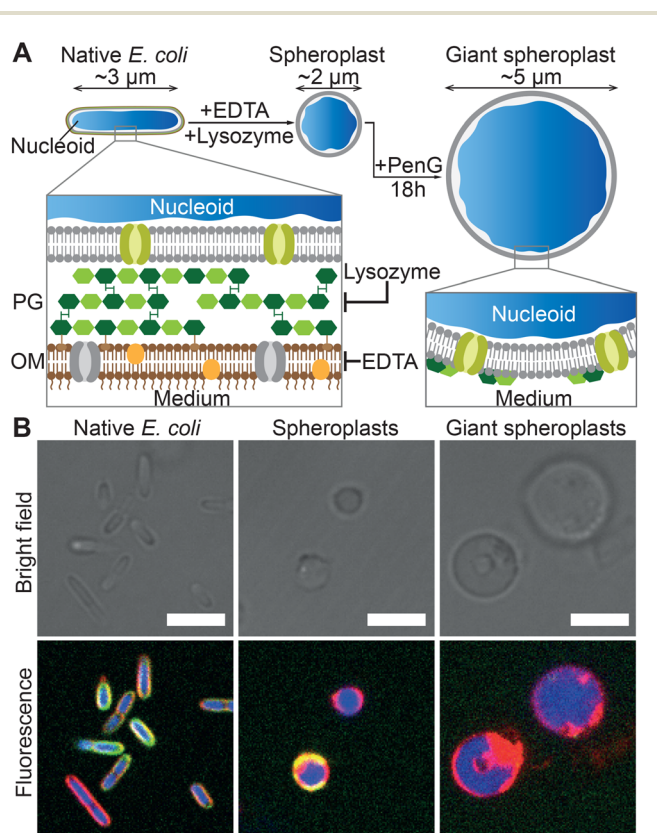 A
Native E. coli
~3 µm
Spheroplast
~2 µm
Giant spheroplast
~5 µm
Nucleoid
+EDTA
+Lysozyme
+PenG
18h
Nucleoid
Lysozyme
PG
OM
EDTA
Medium
Nucleoid
Medium
B
Native E. coli
Spheroplasts
Giant spheroplasts
Bright field
Fluorescence